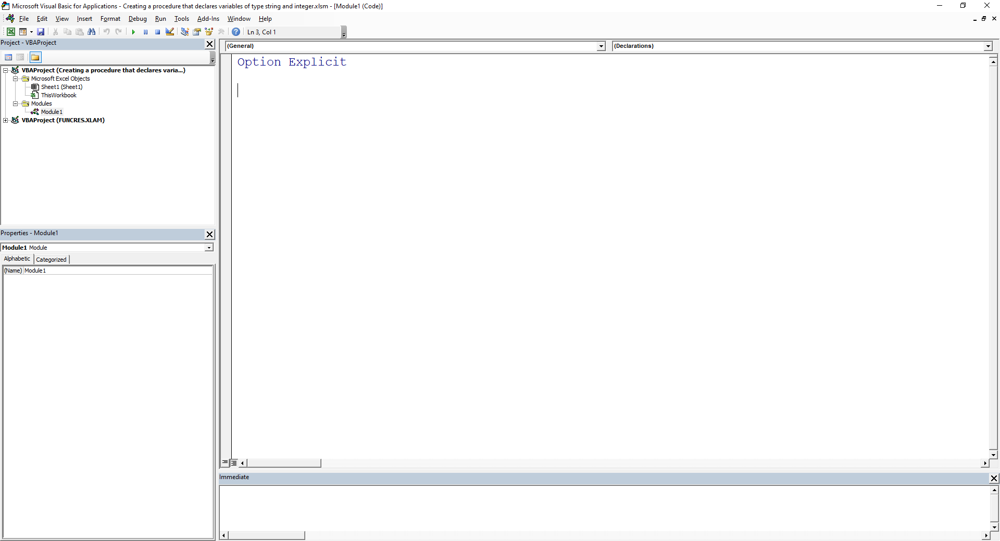 Microsoft Visual Basic for Applications - Creating a procedure that declares variables of type string and integer.xlsm - [Module1 (Code)]
File Edit View Insert Format Debug Run Tools Add-Ins Window Help
Ln 3, Col 1
Project - VBAProject
VBAProject (Creating a procedure that declares varia...)
Microsoft Excel Objects
Sheet1 (Sheet1)
ThisWorkbook
Modules
Module1
VBAProject (FUNCRES.XLAM)
Properties - Module1
Module1 Module
Alphabetic Categorized
(Name) Module1
(General) (Declarations)
Option Explicit
Immediate